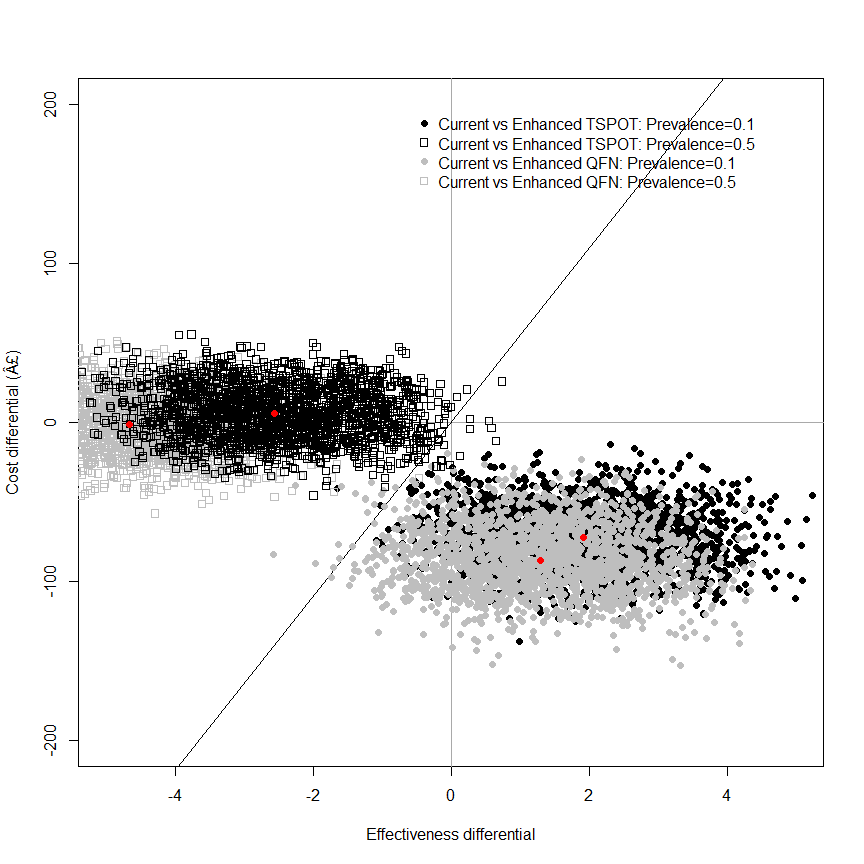 Current vs Enhanced TSPOT: Prevalence=0.1
Current vs Enhanced TSPOT: Prevalence=0.5
Current vs Enhanced QFN: Prevalence=0.1
Current vs Enhanced QFN: Prevalence=0.5
200
100
0
-100
-200
Cost differential (Â£)
-4
-2
0
2
4
Effectiveness differential